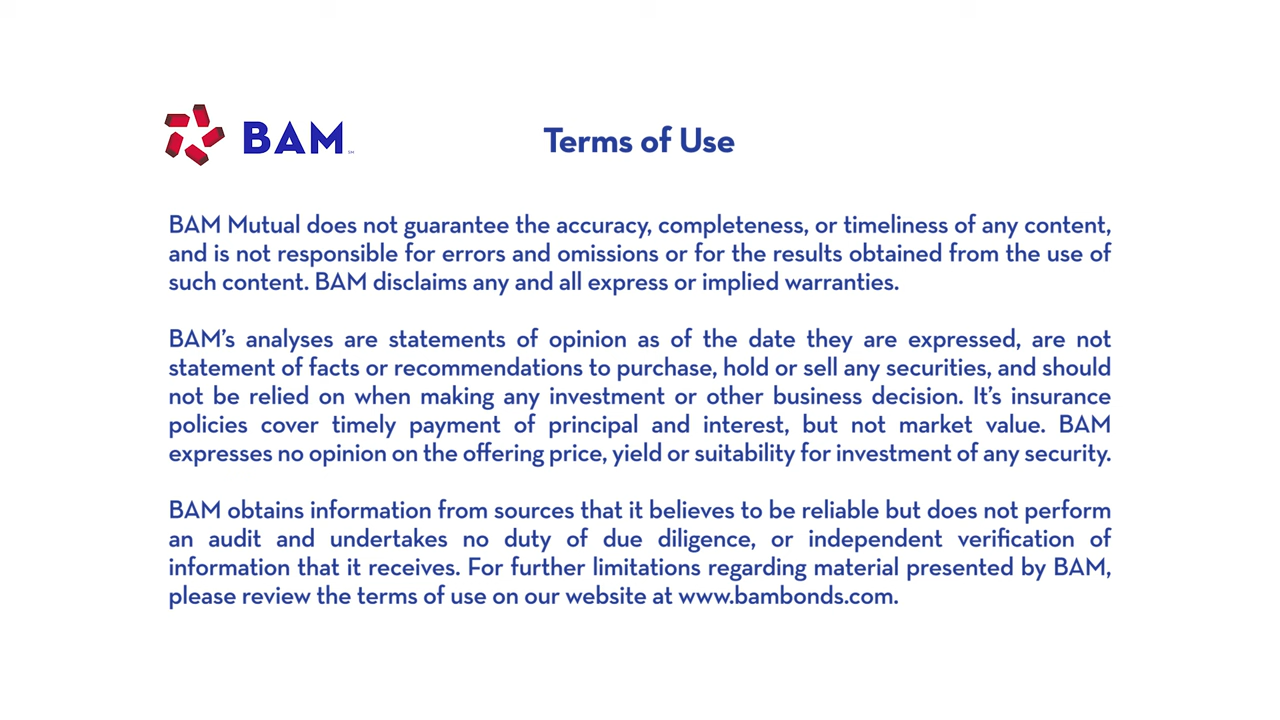 BAM
Terms of Use
BAM Mutual does not guarantee the accuracy, completeness, or timeliness of any content,
and is not responsible for errors and omissions or for the results obtained from the use of
such content. BAM disclaims any and all express or implied warranties.
BAM's analyses are statements of opinion as of the date they are expressed, are not
statement of facts or recommendations to purchase, hold or sell any securities, and should
not be relied on when making any investment or other business decision. It's insurance
policies cover timely payment of principal and interest, but not market value. BAM
expresses no opinion on the offering price, yield or suitability for investment of any security.
BAM obtains information from sources that it believes to be reliable but does not perform
an audit and undertakes no duty of due diligence, or independent verification of
information that it receives. For further limitations regarding material presented by BAM,
please review the terms of use on our website at www.bambonds.com.